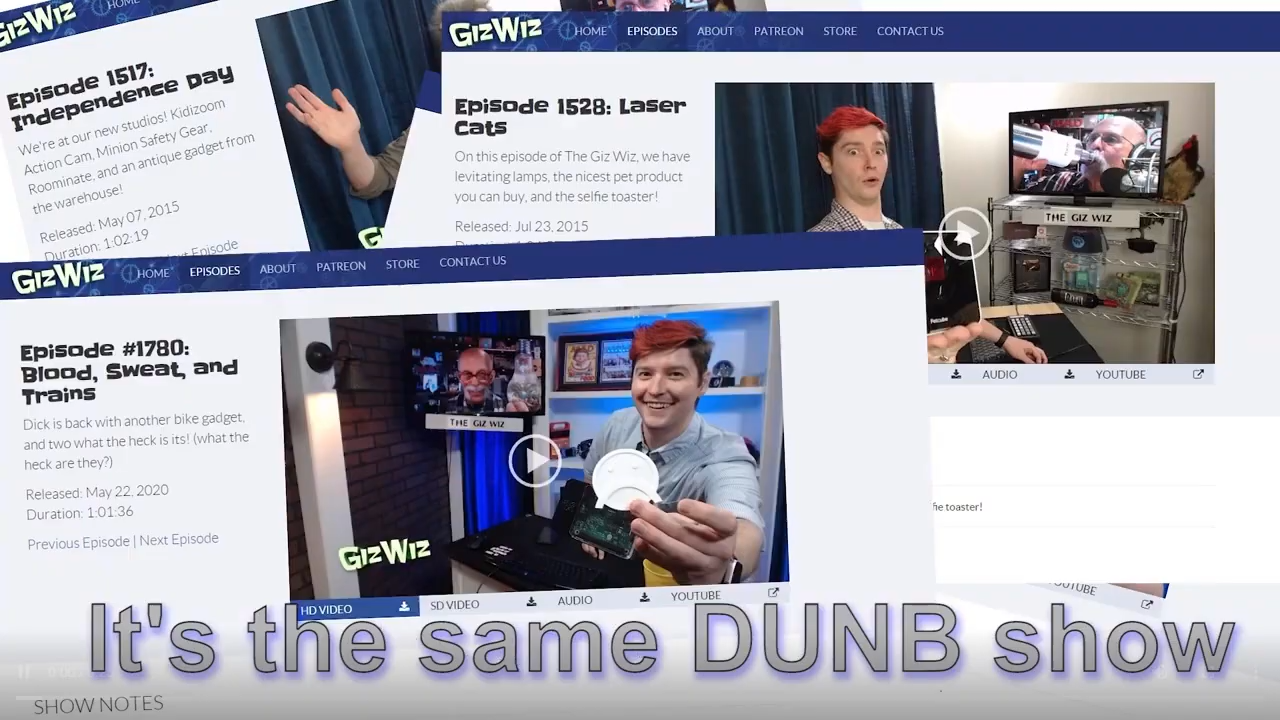 GizWiz
HOME
Episode 1517:
Independence Day
We're at our new studios! Kidizoom
Action Cam, Minion Safety Gear,
Roominate, and an antique gadget from
the warehouse!
Released: May 07, 2015
Duration: 1:02:19
Next Episode
GizWiz
HOME EPISODES ABOUT PATREON STORE CONTACT US
Episode 1528: Laser
Cats
On this episode of The Giz Wiz, we have
levitating lamps, the nicest pet product
you can buy, and the selfie toaster!
Released: Jul 23, 2015
THE GIZ WIZ
AUDIO YOUTUBE
fie toaster!
YOUTUBE
GizWiz
HOME EPISODES ABOUT PATREON STORE CONTACT US
Episode #1780:
Blood, Sweat, and
Trains
Dick is back with another bike gadget,
and two what the heck is its! (what the
heck are they?)
Released: May 22, 2020
Duration: 1:01:36
Previous Episode | Next Episode
THE GIZ WIZ
GizWiz
HD VIDEO SD VIDEO AUDIO YOUTUBE
It's the same DUNB show
SHOW NOTES